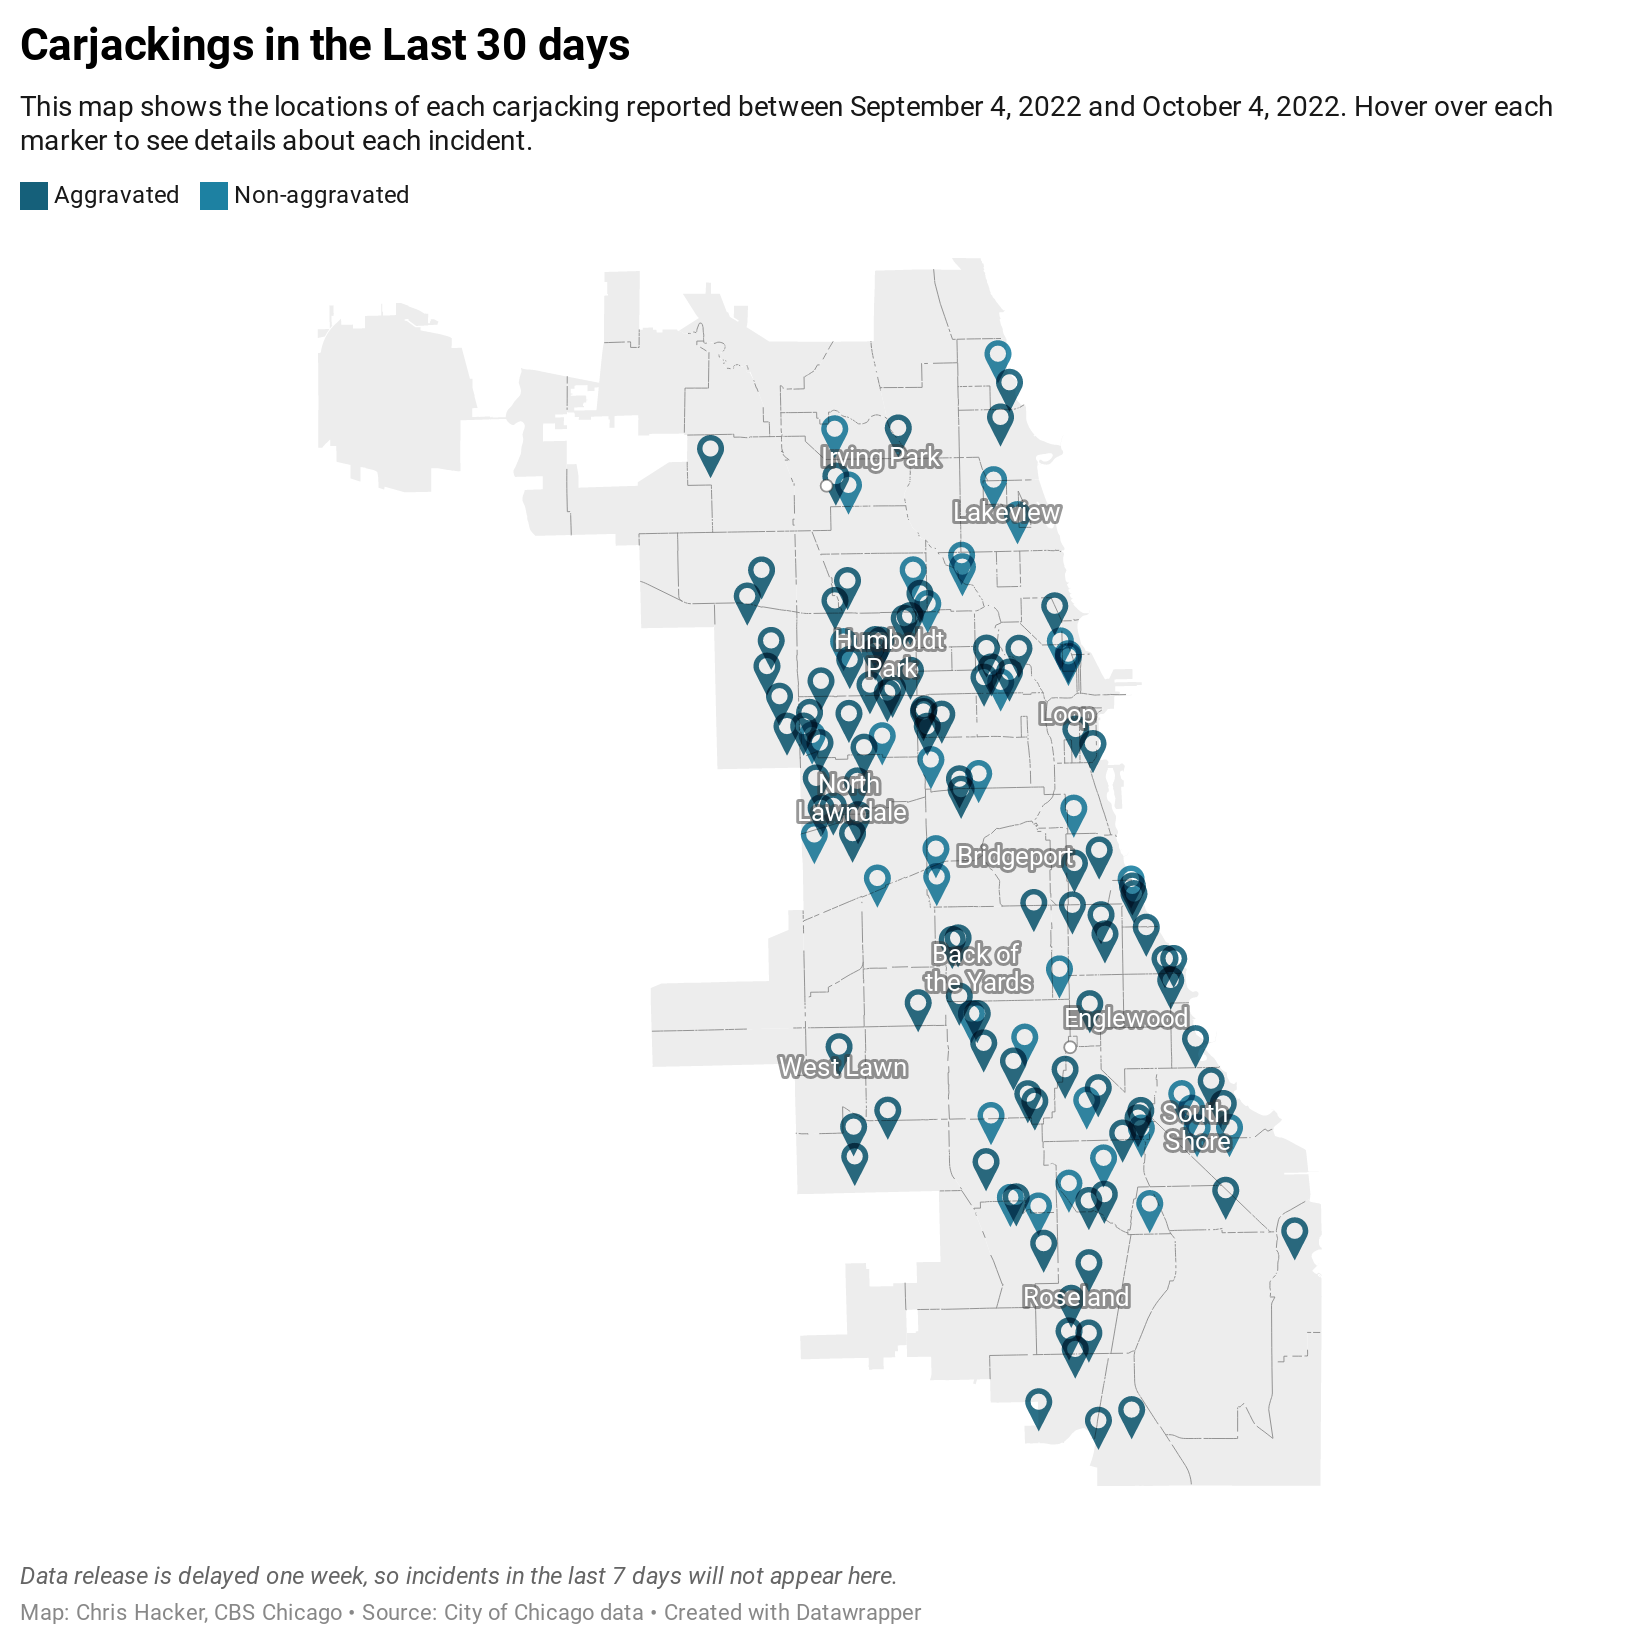 Carjackings in the Last 30 days
This map shows the locations of each carjacking reported between September 4, 2022 and October 4, 2022. Hover over each
marker to see details about each incident.
Aggravated Non-aggravated
Irving Park
Lakeview
Humboldt
Park
Loop
North
Lawndale
Bridgeport
Back of
the Yards
Englewood
West Lawn
South
Shore
Roseland
Data release is delayed one week, so incidents in the last 7 days will not appear here.
Map: Chris Hacker, CBS Chicago • Source: City of Chicago data • Created with Datawrapper